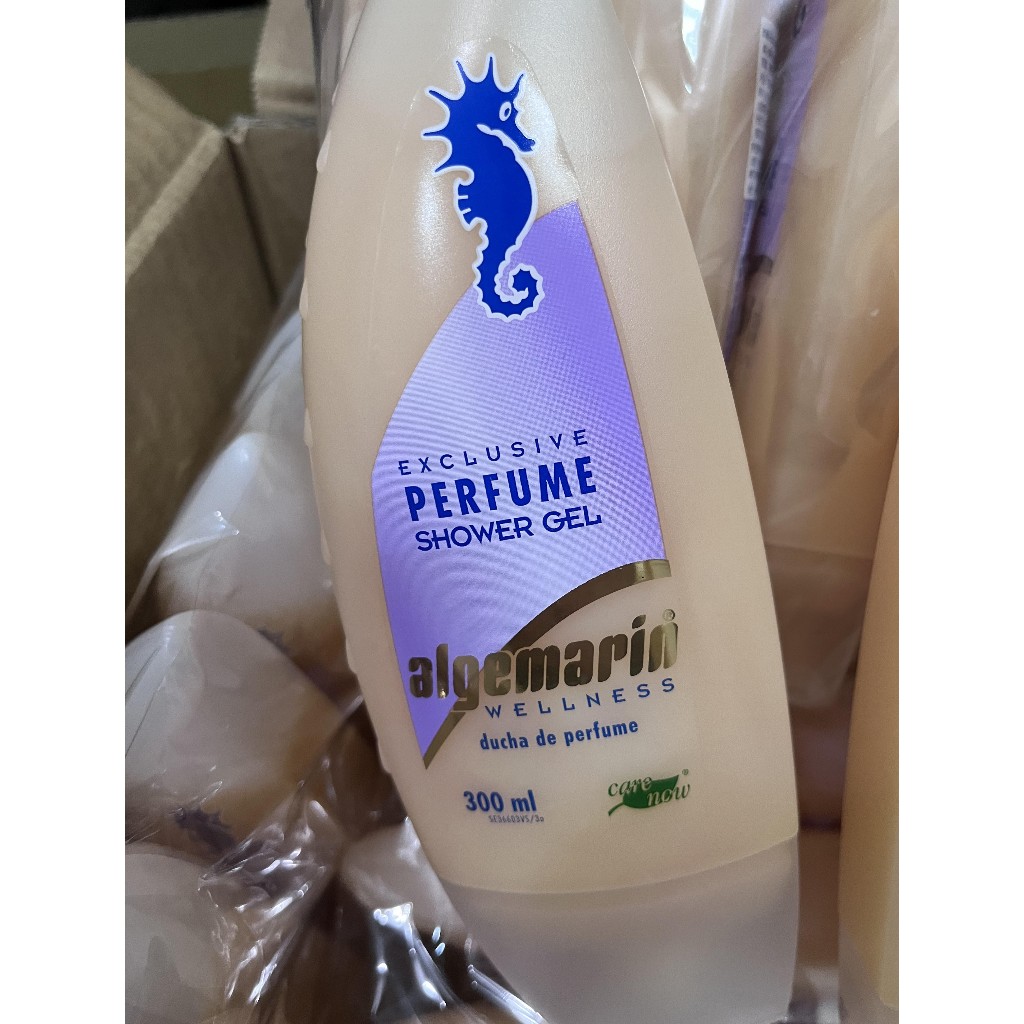 EXCLUSIVE
PERFUME
SHOWER GEL
algemarin®
WELLNESS
ducha de perfume
300 ml
care now®